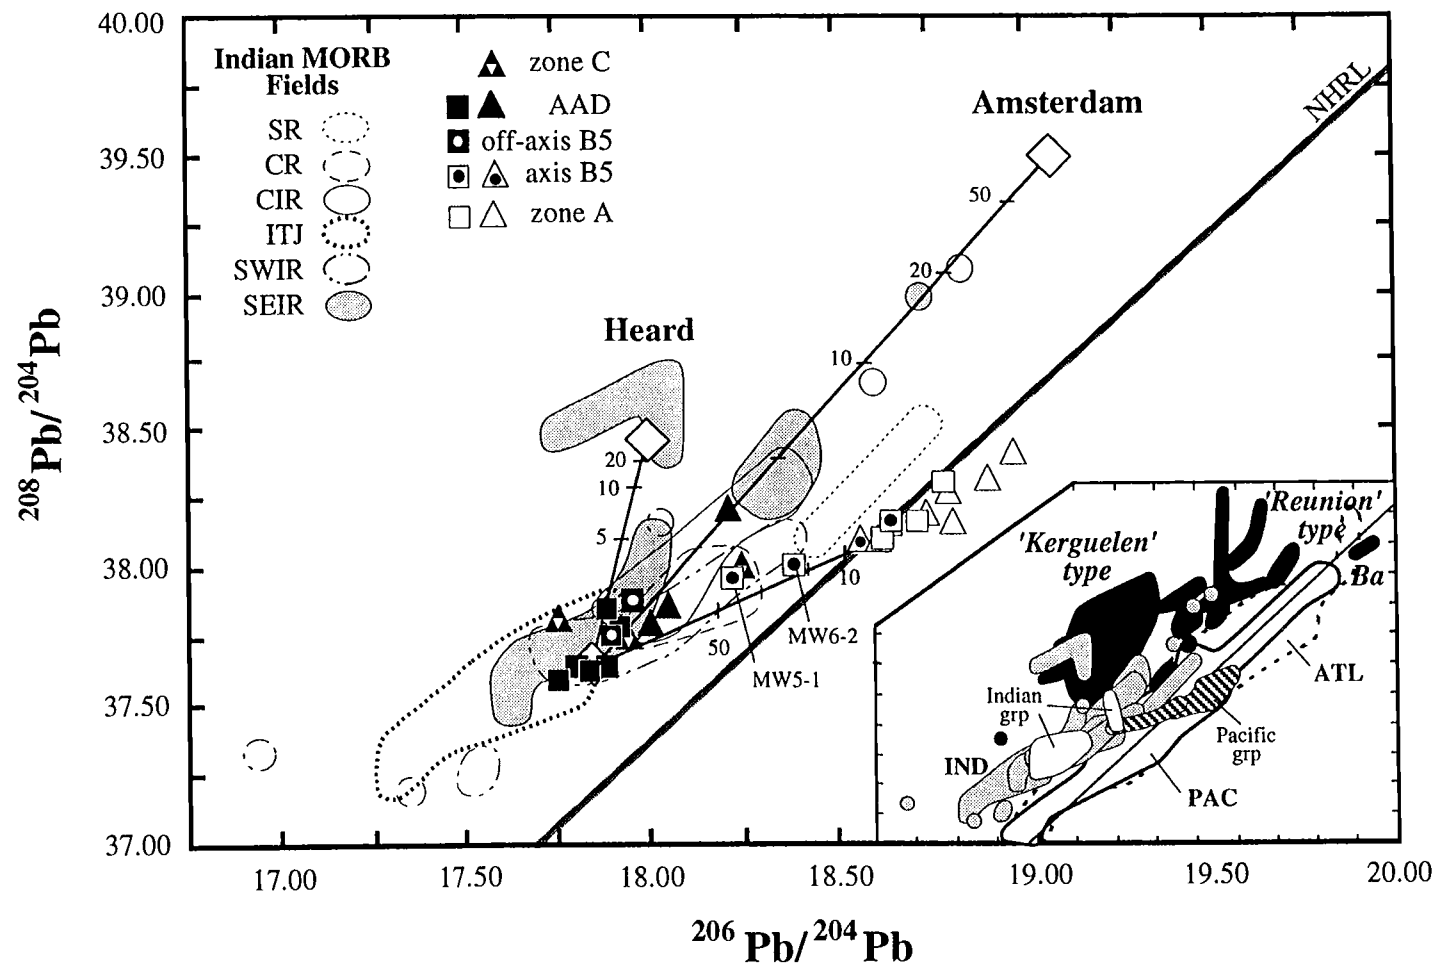 40.00
39.50
39.00
38.50
38.00
37.50
37.00
208Pb/204Pb
17.00
17.50
18.00
18.50
19.00
19.50
20.00
206Pb/204Pb
Indian MORB
Fields
SR
CR
CIR
ITJ
SWIR
SEIR
zone C
AAD
off-axis B5
axis B5
zone A
Amsterdam
NHRL
50
20
10
Heard
20
10
5
10
50
MW6-2
MW5-1
'Reunion'
type
'Kerguelen'
type
Ba
ATL
Indian
grp
Pacific
grp
IND
PAC